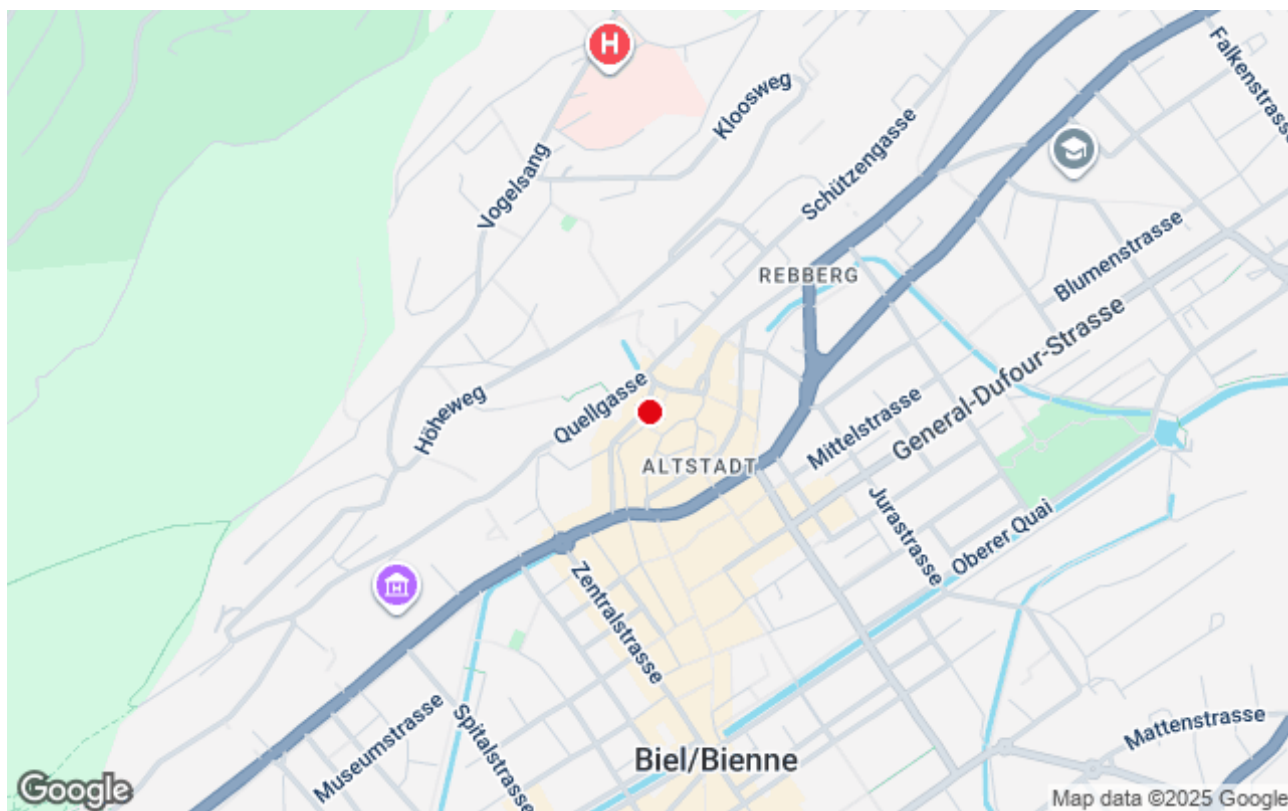 H
Falkenstrasse
Kloosweg
Schützengasse
Vogelsang
Blumenstrasse
REBBERG
General-Dufour-Strasse
Höheweg
Quellgasse
Mittelstrasse
ALTSTADT
Jurastrasse
Oberer Quai
Zentralstrasse
Museumstrasse
Spitalstrasse
Mattenstrasse
Biel/Bienne
Google
Map data ©2025 Google